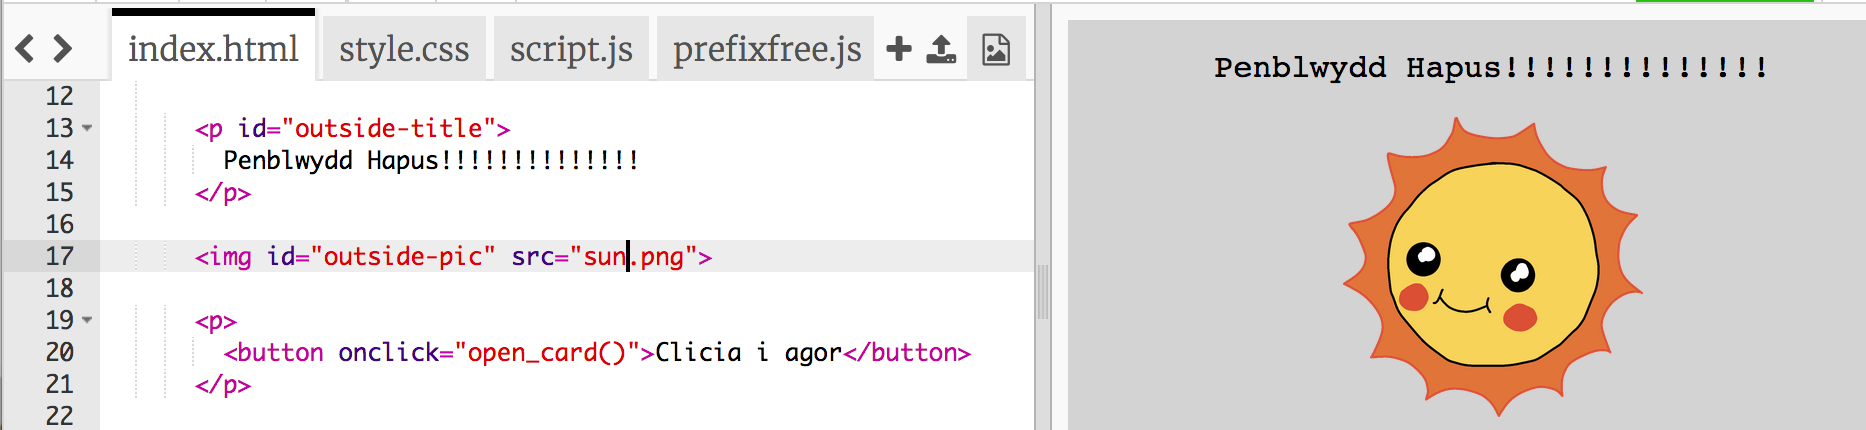 index.html style.css script.js prefixfree.js
12
13 <p id="outside-title">
14 Penblwydd Hapus!!!!!!!!!!!!!!
15 </p>
16
17 <img id="outside-pic" src="sun.png">
18
19 <p>
20 <button onclick="open_card()">Clicia i agor</button>
21 </p>
22
Penblwydd Hapus!!!!!!!!!!!!!!